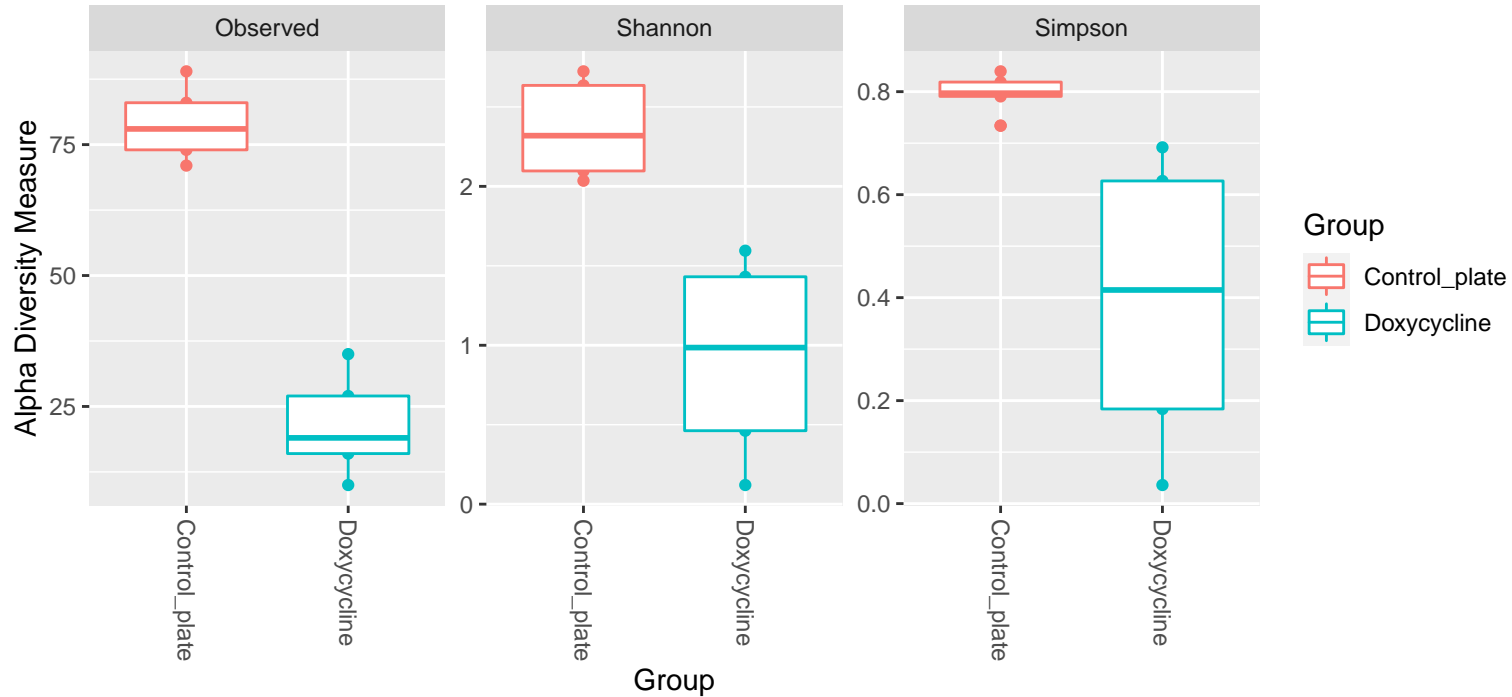 Observed
Shannon
Simpson
Alpha Diversity Measure
75
50
25
2
1
0
0.8
0.6
0.4
0.2
0.0
Control_plate
Doxycycline
Control_plate
Doxycycline
Control_plate
Doxycycline
Group
Group
Control_plate
Doxycycline